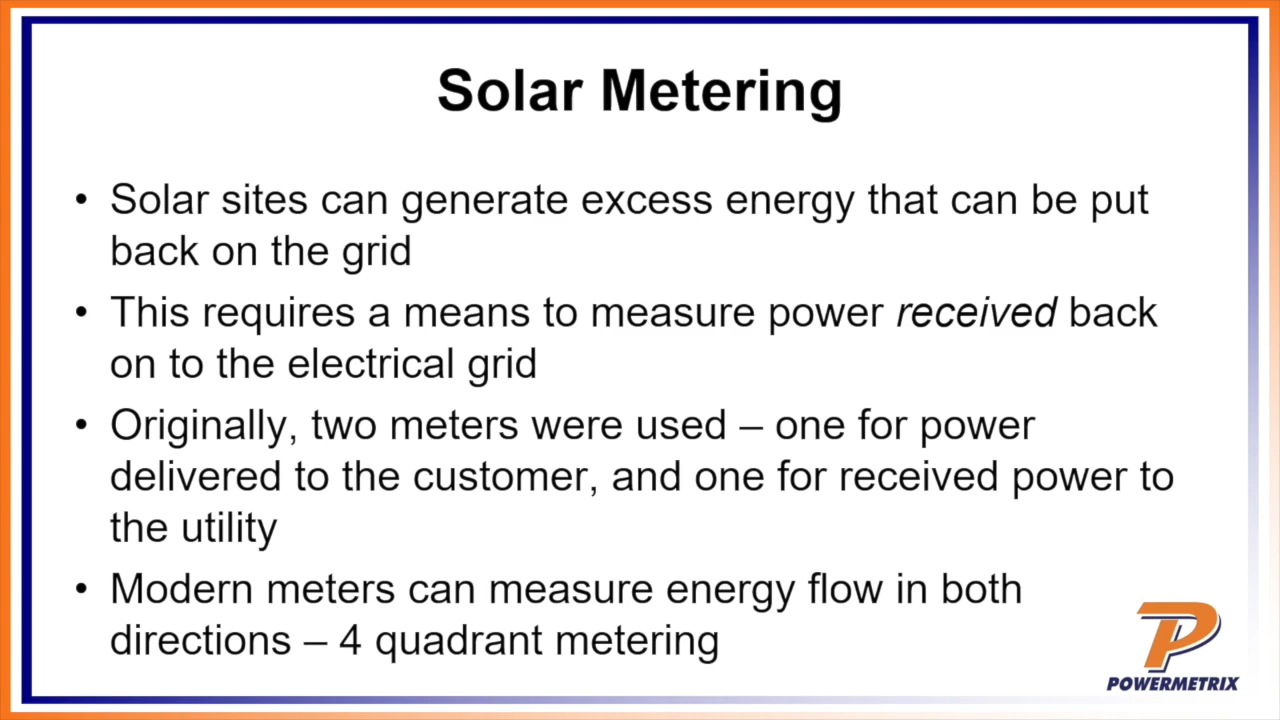 Solar Metering
• Solar sites can generate excess energy that can be put
back on the grid
• This requires a means to measure power received back
on to the electrical grid
• Originally, two meters were used – one for power
delivered to the customer, and one for received power to
the utility
• Modern meters can measure energy flow in both
directions – 4 quadrant metering
POWERMETRIX